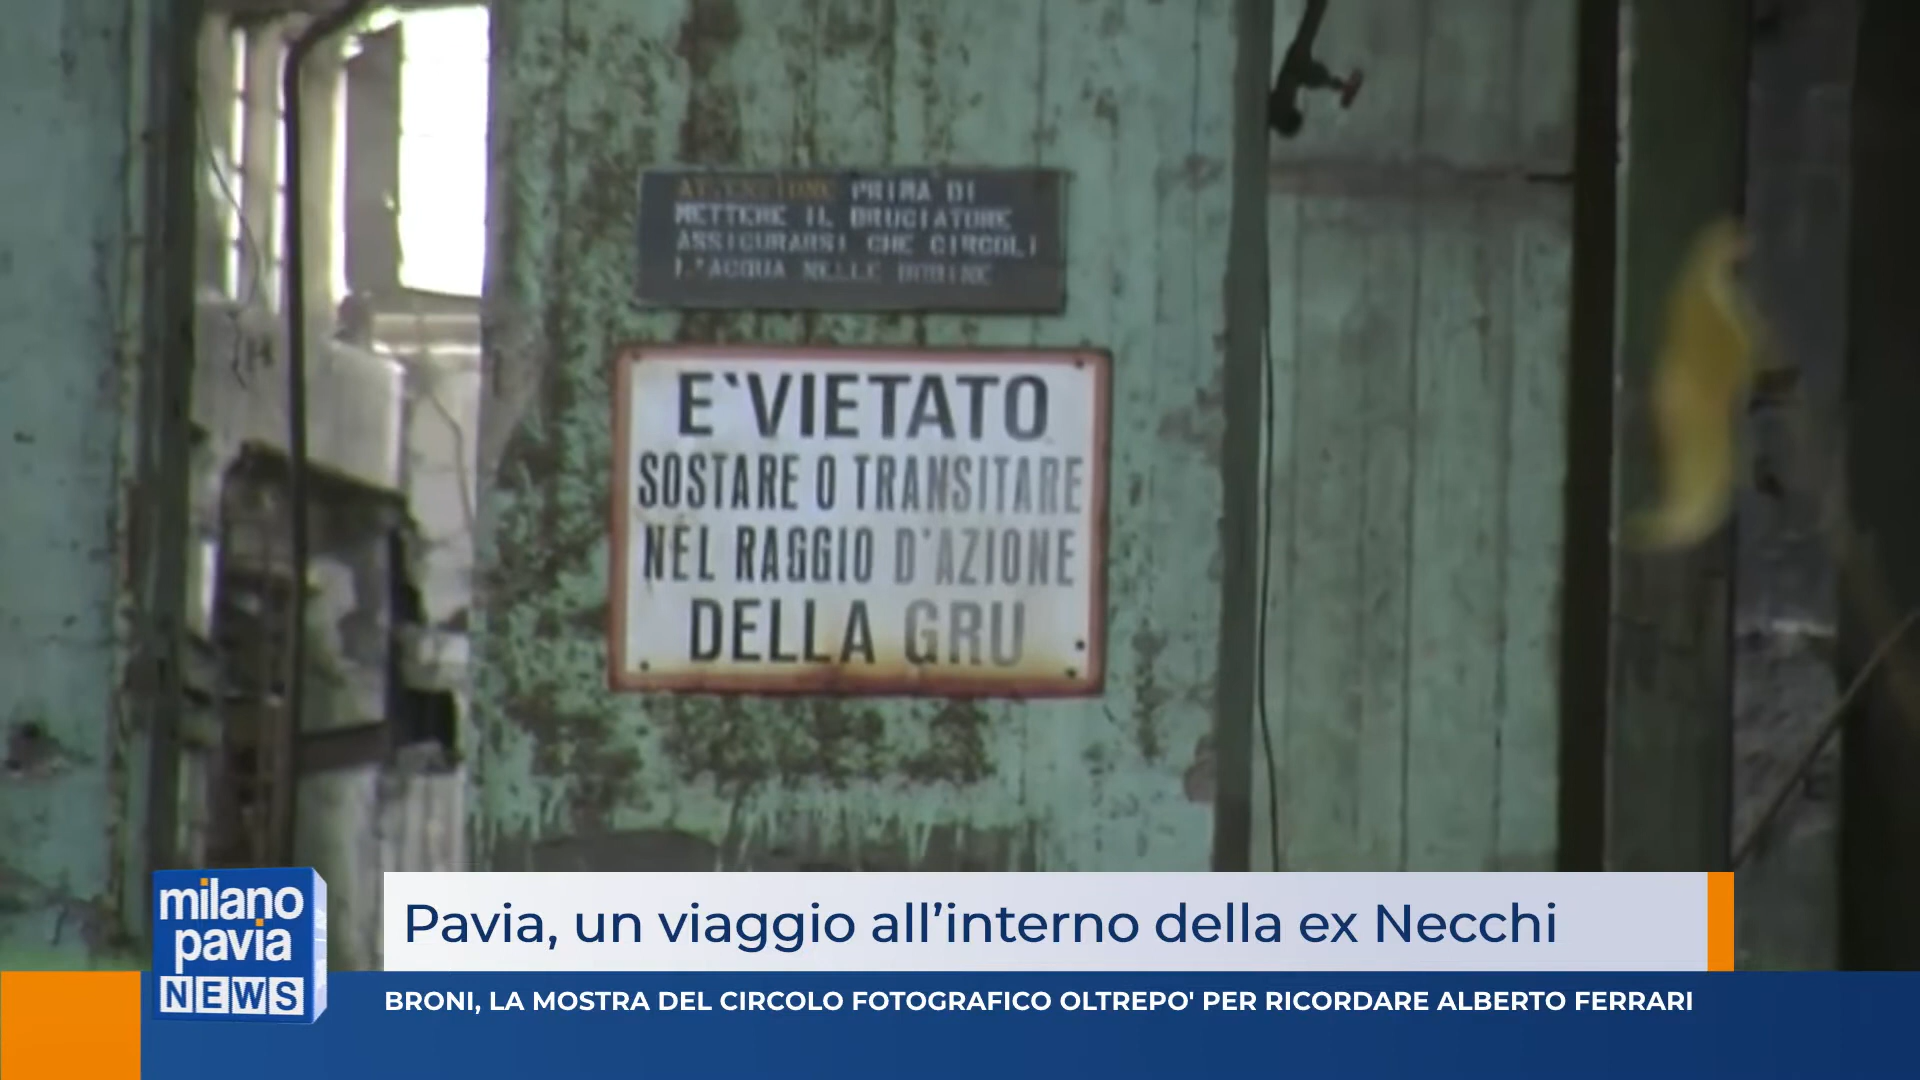 ATTENZIONE PRIMA DI
METTERE IL BRUCIATORE
ASSICURARSI CHE CIRCOLI
L'ACQUA NELLE BOBINE
E`VIETATO
SOSTARE O TRANSITARE
NEL RAGGIO D'AZIONE
DELLA GRU
milano
pavia
NEWS
Pavia, un viaggio all’interno della ex Necchi
BRONI, LA MOSTRA DEL CIRCOLO FOTOGRAFICO OLTREPO' PER RICORDARE ALBERTO FERRARI